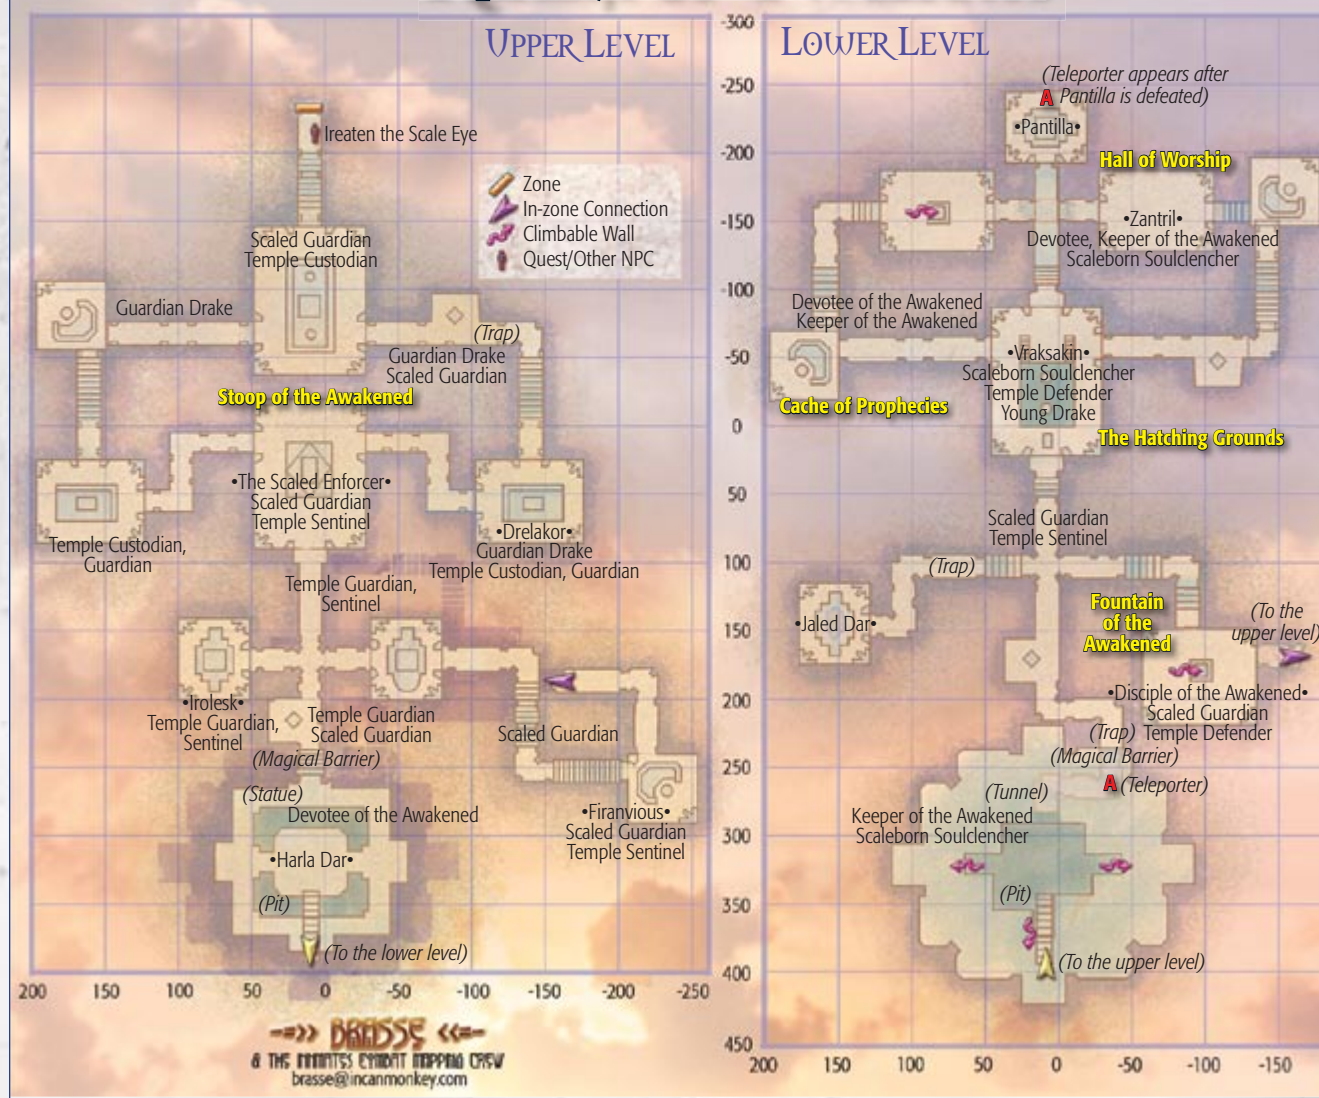 UPPER LEVEL
Ireaten the Scale Eye
Zone
In-zone Connection
Climbable Wall
Quest/Other NPC
Scaled Guardian
Temple Custodian
Guardian Drake
(Trap)
Guardian Drake
Scaled Guardian
Stoop of the Awakened
•The Scaled Enforcer•
Scaled Guardian
Temple Sentinel
Temple Custodian,
Guardian
•Drelakor•
Guardian Drake
Temple Custodian, Guardian
Temple Guardian,
Sentinel
•Irolesk•
Temple Guardian,
Sentinel
Temple Guardian
Scaled Guardian
Scaled Guardian
(Magical Barrier)
(Statue)
Devotee of the Awakened
•Harla Dar•
(Pit)
•Firanvious•
Scaled Guardian
Temple Sentinel
(To the lower level)
200 150 100 50 0 -50 -100 -150 -200 -250
BRASSE
brasse@incanmonkey.com
-300
-250
-200
-150
-100
-50
0
50
100
150
200
250
300
350
400
450
LOWER LEVEL
(Teleporter appears after
A Pantilla is defeated)
•Pantilla•
Hall of Worship
•Zantril•
Devotee, Keeper of the Awakened
Scaleborn Soulclencher
Devotee of the Awakened
Keeper of the Awakened
•Vraksakin•
Scaleborn Soulclencher
Temple Defender
Young Drake
Cache of Prophecies
The Hatching Grounds
Scaled Guardian
Temple Sentinel
(Trap)
•Jaled Dar•
Fountain
of the
Awakened
(To the
upper level)
•Disciple of the Awakened•
Scaled Guardian
(Trap) Temple Defender
(Magical Barrier)
A (Teleporter)
(Tunnel)
Keeper of the Awakened
Scaleborn Soulclencher
(Pit)
(To the upper level)
200 150 100 50 0 -50 -100 -150